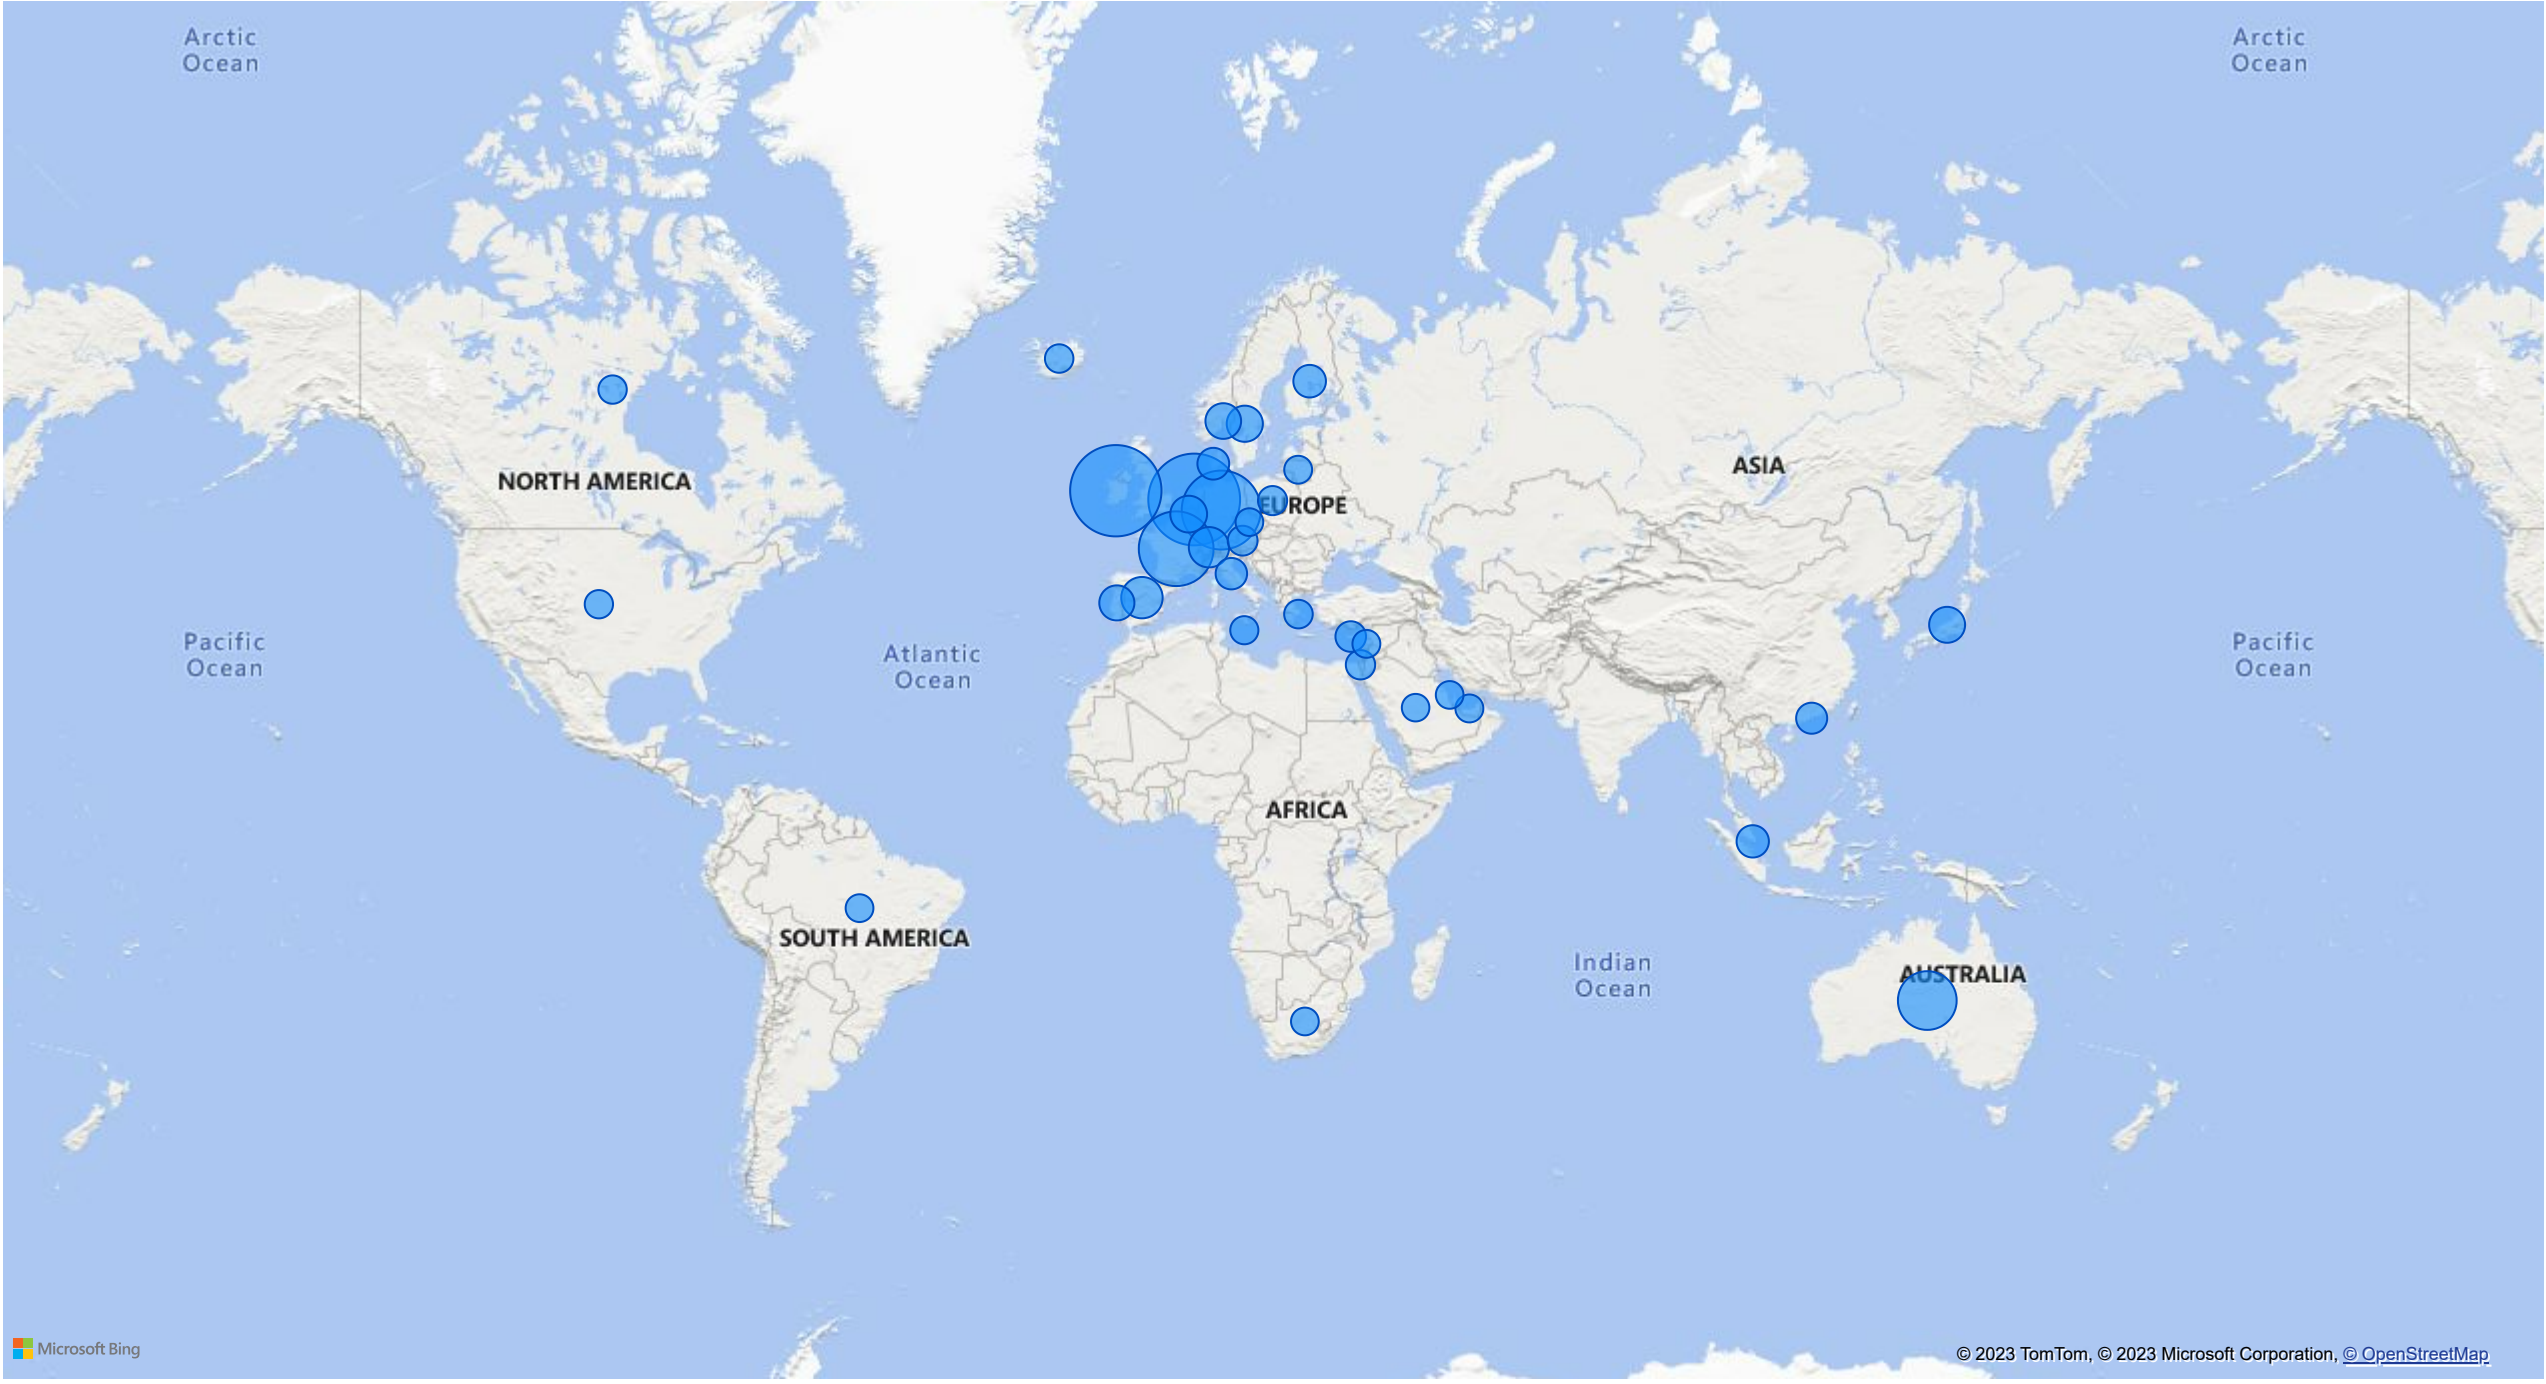 Arctic
Ocean
Arctic
Ocean
NORTH AMERICA
EUROPE
ASIA
Pacific
Ocean
Atlantic
Ocean
Pacific
Ocean
AFRICA
SOUTH AMERICA
Indian
Ocean
AUSTRALIA
Microsoft Bing
© 2023 TomTom, © 2023 Microsoft Corporation, © OpenStreetMap